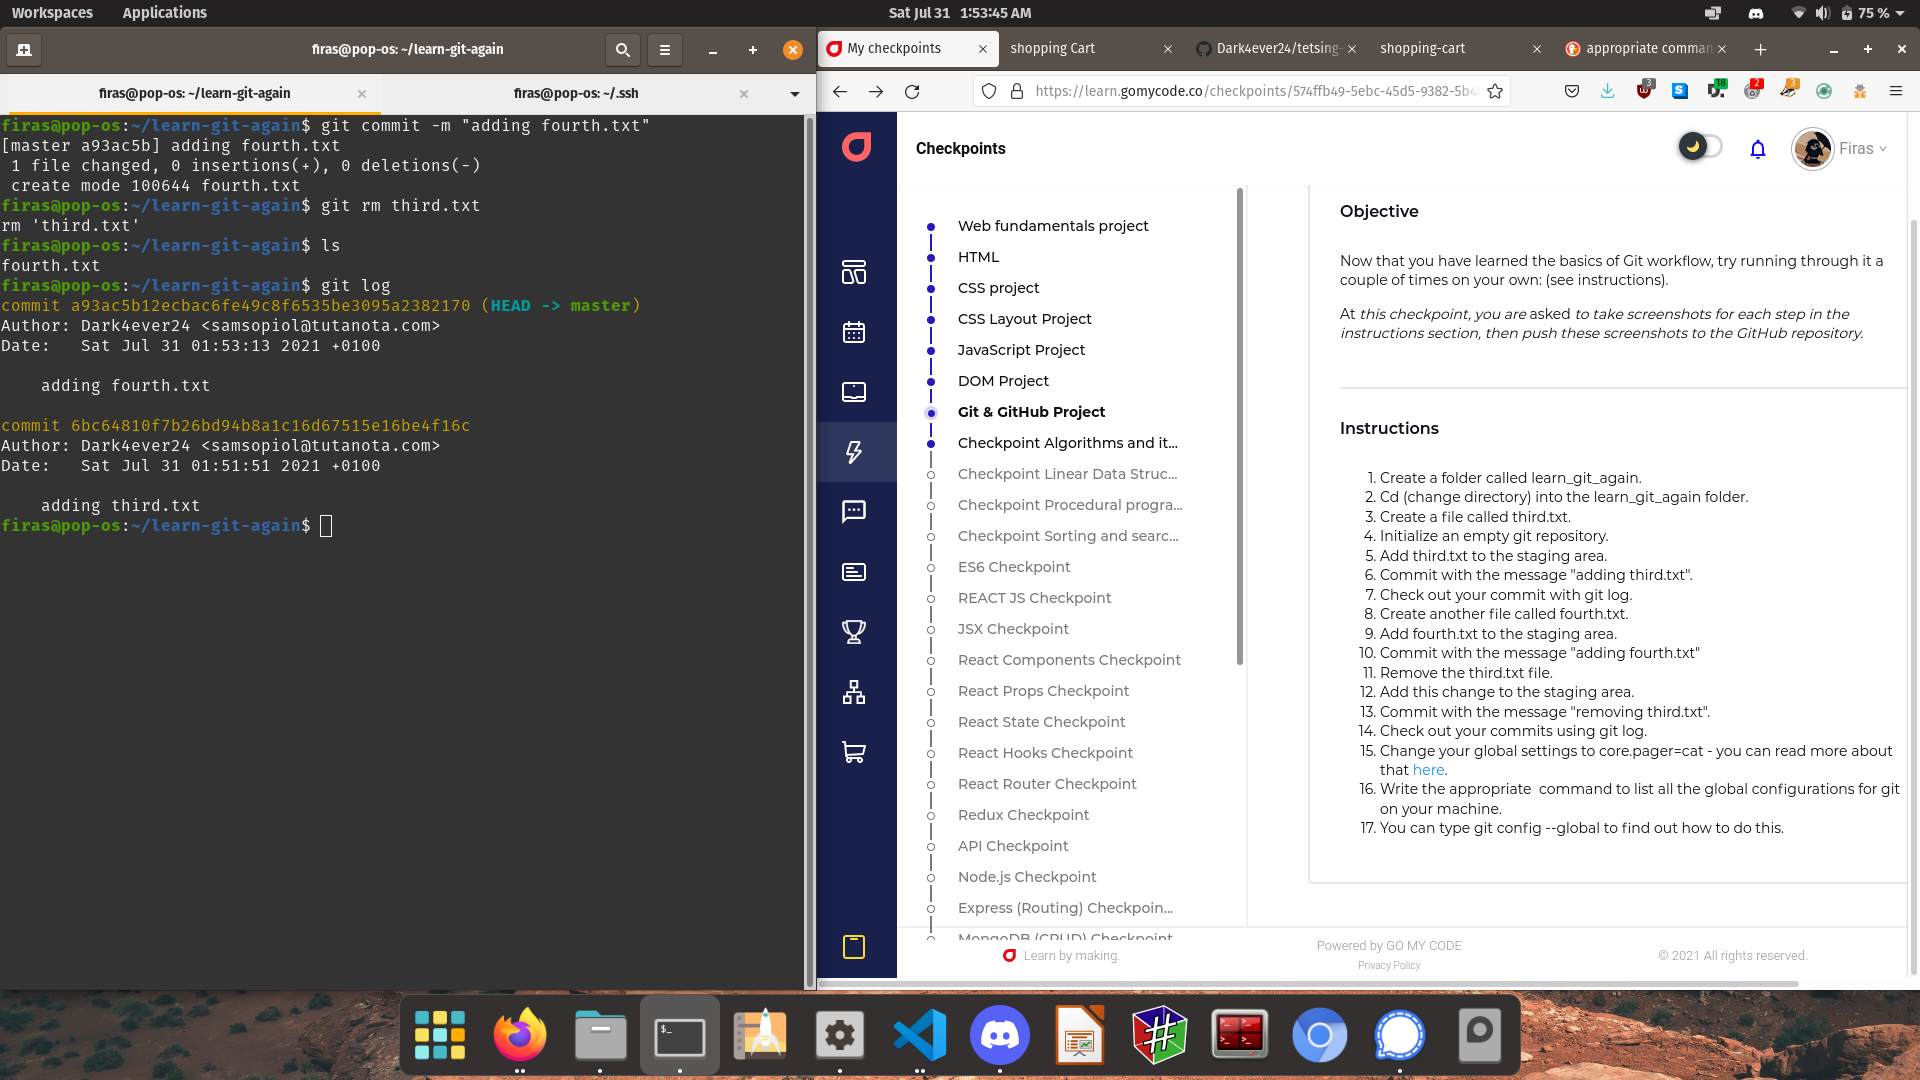 Workspaces Applications Sat Jul 31 1:53:45 AM 75 %
firas@pop-os: ~/learn-git-again
firas@pop-os: ~/learn-git-again firas@pop-os: ~/.ssh
firas@pop-os:~/learn-git-again$ git commit -m "adding fourth.txt"
[master a93ac5b] adding fourth.txt
1 file changed, 0 insertions(+), 0 deletions(-)
create mode 100644 fourth.txt
firas@pop-os:~/learn-git-again$ git rm third.txt
rm 'third.txt'
firas@pop-os:~/learn-git-again$ ls
fourth.txt
firas@pop-os:~/learn-git-again$ git log
commit a93ac5b12ecbac6fe49c8f6535be3095a2382170 (HEAD -> master)
Author: Dark4ever24 <samsopiol@tutanota.com>
Date: Sat Jul 31 01:53:13 2021 +0100
adding fourth.txt
commit 6bc64810f7b26bd94b8a1c16d67515e16be4f16c
Author: Dark4ever24 <samsopiol@tutanota.com>
Date: Sat Jul 31 01:51:51 2021 +0100
adding third.txt
firas@pop-os:~/learn-git-again$
My checkpoints shopping Cart Dark4ever24/tetsing- shopping-cart appropriate comman
https://learn.gomycode.co/checkpoints/574ffb49-5ebc-45d5-9382-5b4
3 18 2 3
Checkpoints
Firas
Web fundamentals project
HTML
CSS project
CSS Layout Project
JavaScript Project
DOM Project
Git & GitHub Project
Checkpoint Algorithms and it...
Checkpoint Linear Data Struc...
Checkpoint Procedural progra...
Checkpoint Sorting and searc...
ES6 Checkpoint
REACT JS Checkpoint
JSX Checkpoint
React Components Checkpoint
React Props Checkpoint
React State Checkpoint
React Hooks Checkpoint
React Router Checkpoint
Redux Checkpoint
API Checkpoint
Node.js Checkpoint
Express (Routing) Checkpoin...
MongoDB (CRUD) Checkpoint
Objective
Now that you have learned the basics of Git workflow, try running through it a
couple of times on your own: (see instructions).
At this checkpoint, you are asked to take screenshots for each step in the
instructions section, then push these screenshots to the GitHub repository.
Instructions
1. Create a folder called learn_git_again.
2. Cd (change directory) into the learn_git_again folder.
3. Create a file called third.txt.
4. Initialize an empty git repository.
5. Add third.txt to the staging area.
6. Commit with the message "adding third.txt".
7. Check out your commit with git log.
8. Create another file called fourth.txt.
9. Add fourth.txt to the staging area.
10. Commit with the message "adding fourth.txt"
11. Remove the third.txt file.
12. Add this change to the staging area.
13. Commit with the message "removing third.txt".
14. Check out your commits using git log.
15. Change your global settings to core.pager=cat - you can read more about
that here.
16. Write the appropriate command to list all the global configurations for git
on your machine.
17. You can type git config --global to find out how to do this.
Learn by making.
Powered by GO MY CODE
Privacy Policy
© 2021 All rights reserved.